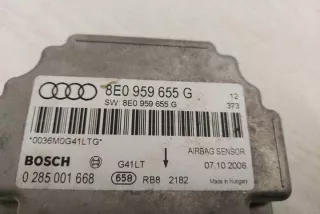 8E0 959 655 G
SW: 8E0 959 655 G
12
373
*0036M0G41LTG*
AIRBAG SENSOR
BOSCH
G41LT
07.10.2006
0 285 001 668
658
RB8 2182
Made in Hungary